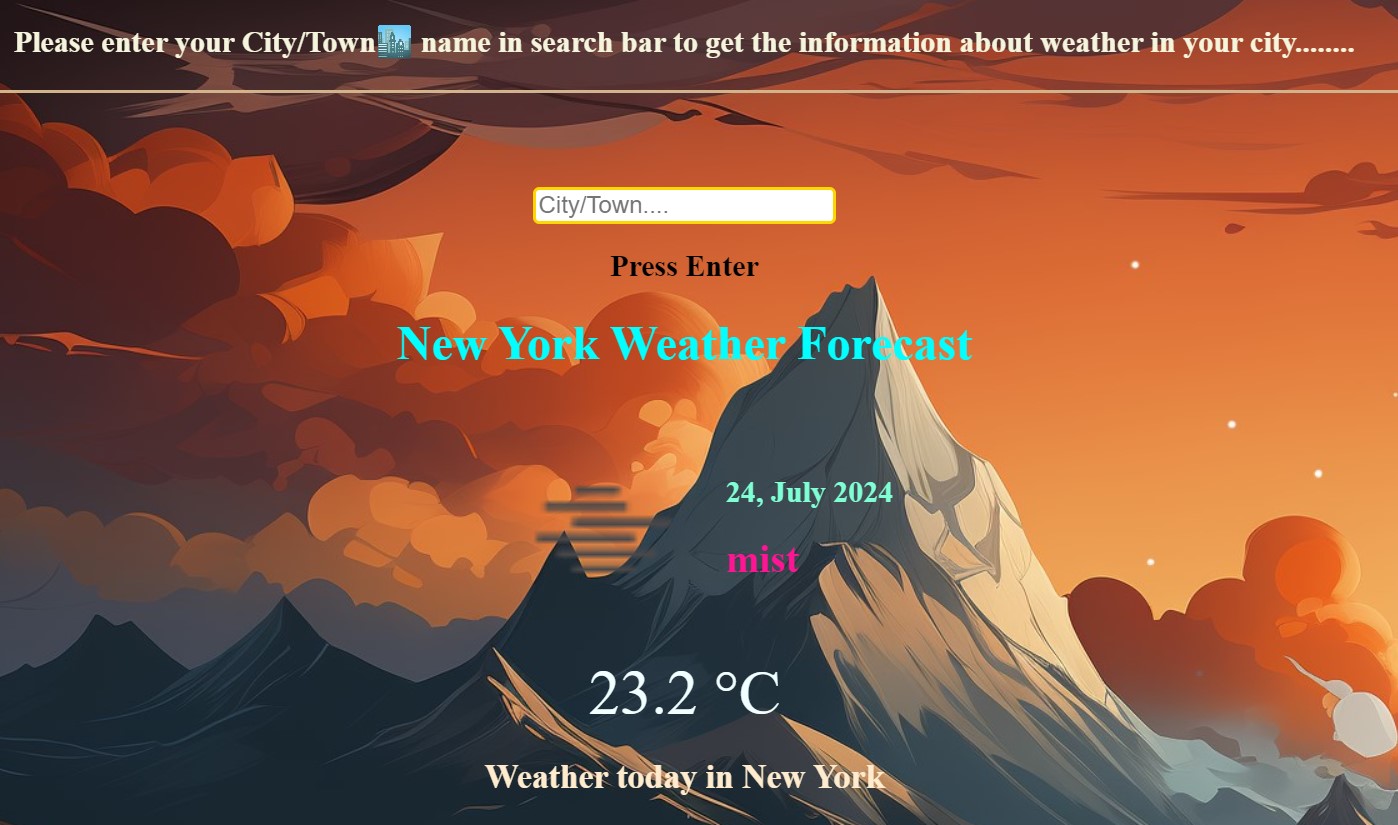 Please enter your City/Town🏙️ name in search bar to get the information about weather in your city........
City/Town....
Press Enter
New York Weather Forecast
24, July 2024
mist
23.2 °C
Weather today in New York